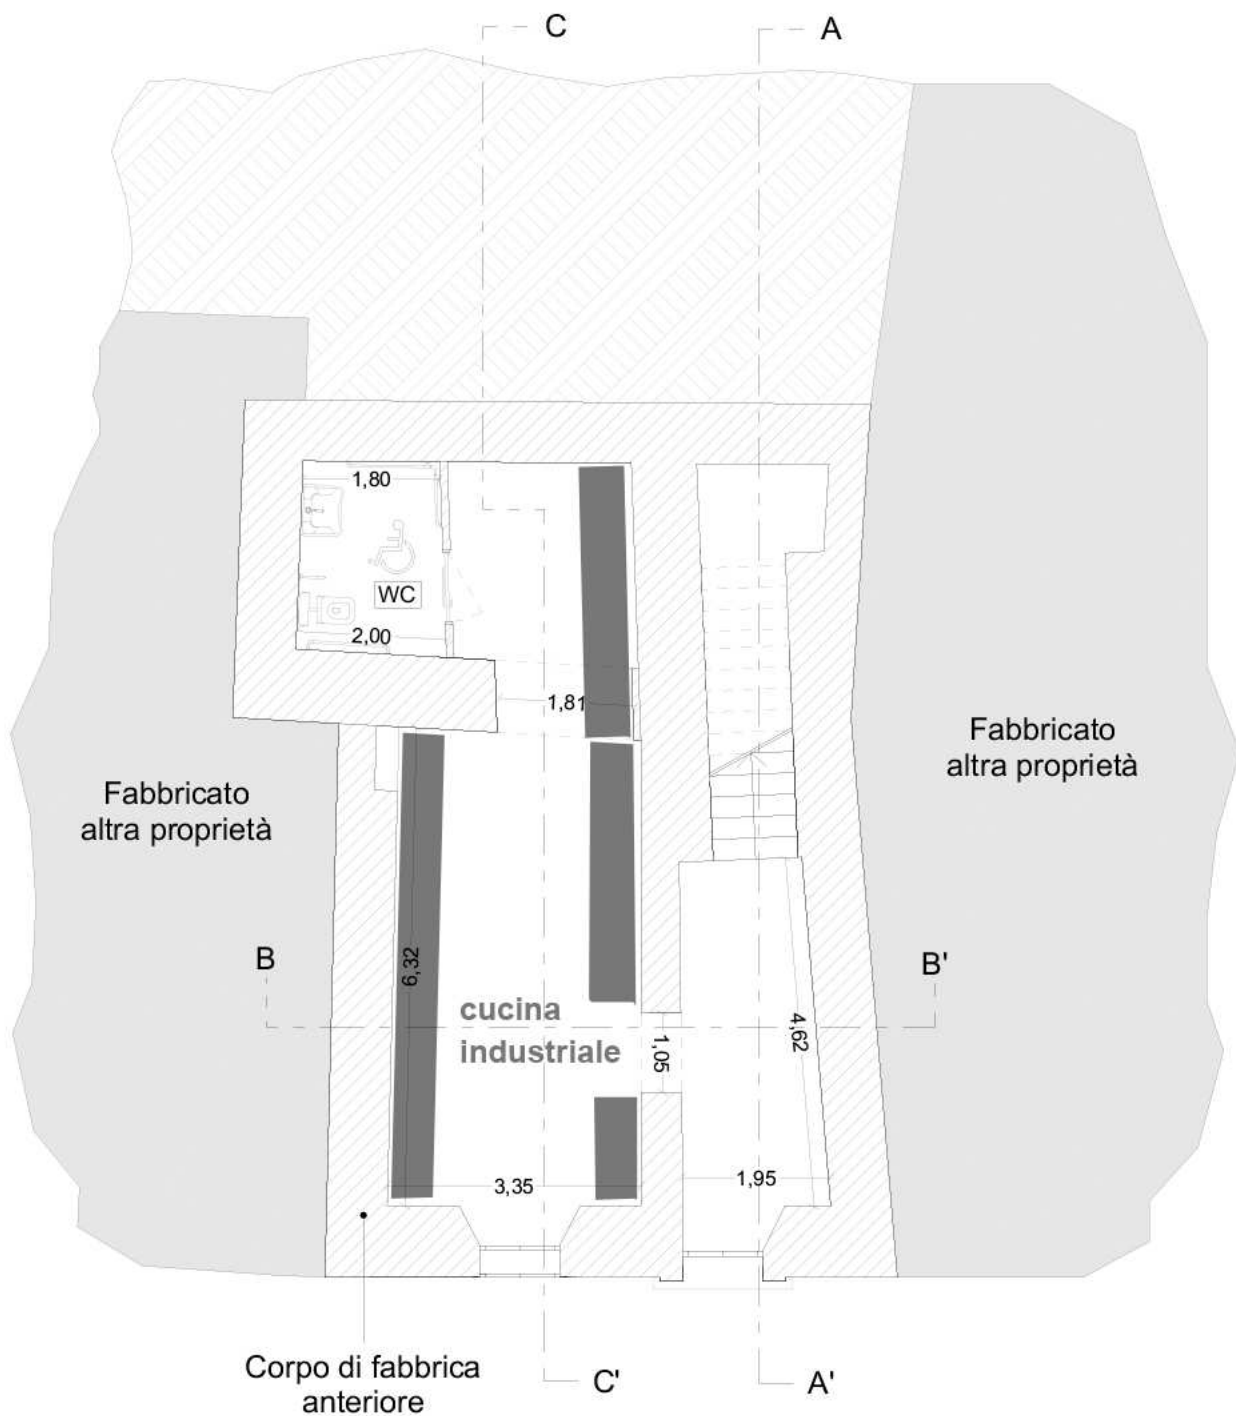 C
A
1,80
WC
2,00
1,81
Fabbricato
altra proprietà
Fabbricato
altra proprietà
B
B'
6,32
cucina
industriale
1,05
4,62
3,35
1,95
Corpo di fabbrica
anteriore
C'
A'